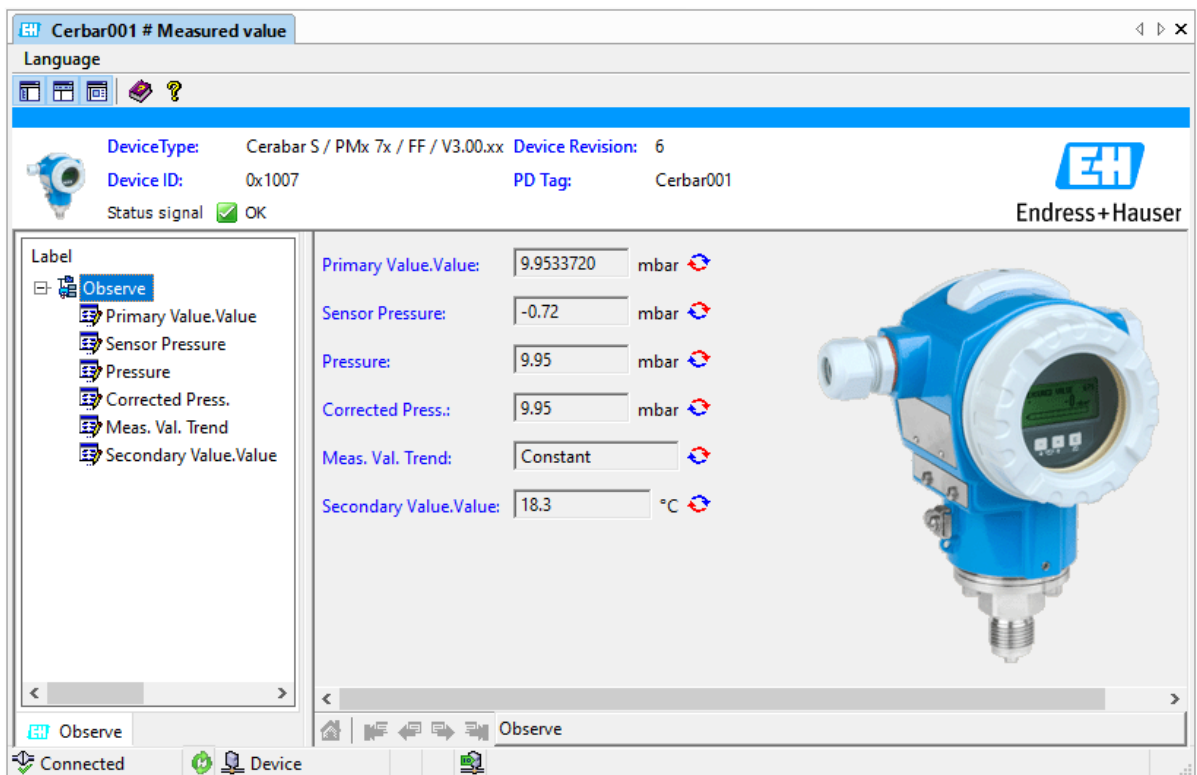 Cerbar001 # Measured value
Language
DeviceType: Cerabar S / PMx 7x / FF / V3.00.xx Device Revision: 6
Device ID: 0x1007 PD Tag: Cerbar001
Status signal OK
Endress+Hauser
Label
Observe
Primary Value.Value
Sensor Pressure
Pressure
Corrected Press.
Meas. Val. Trend
Secondary Value.Value
Primary Value.Value: 9.9533720 mbar
Sensor Pressure: -0.72 mbar
Pressure: 9.95 mbar
Corrected Press.: 9.95 mbar
Meas. Val. Trend: Constant
Secondary Value.Value: 18.3 °C
Observe
Observe
Connected Device